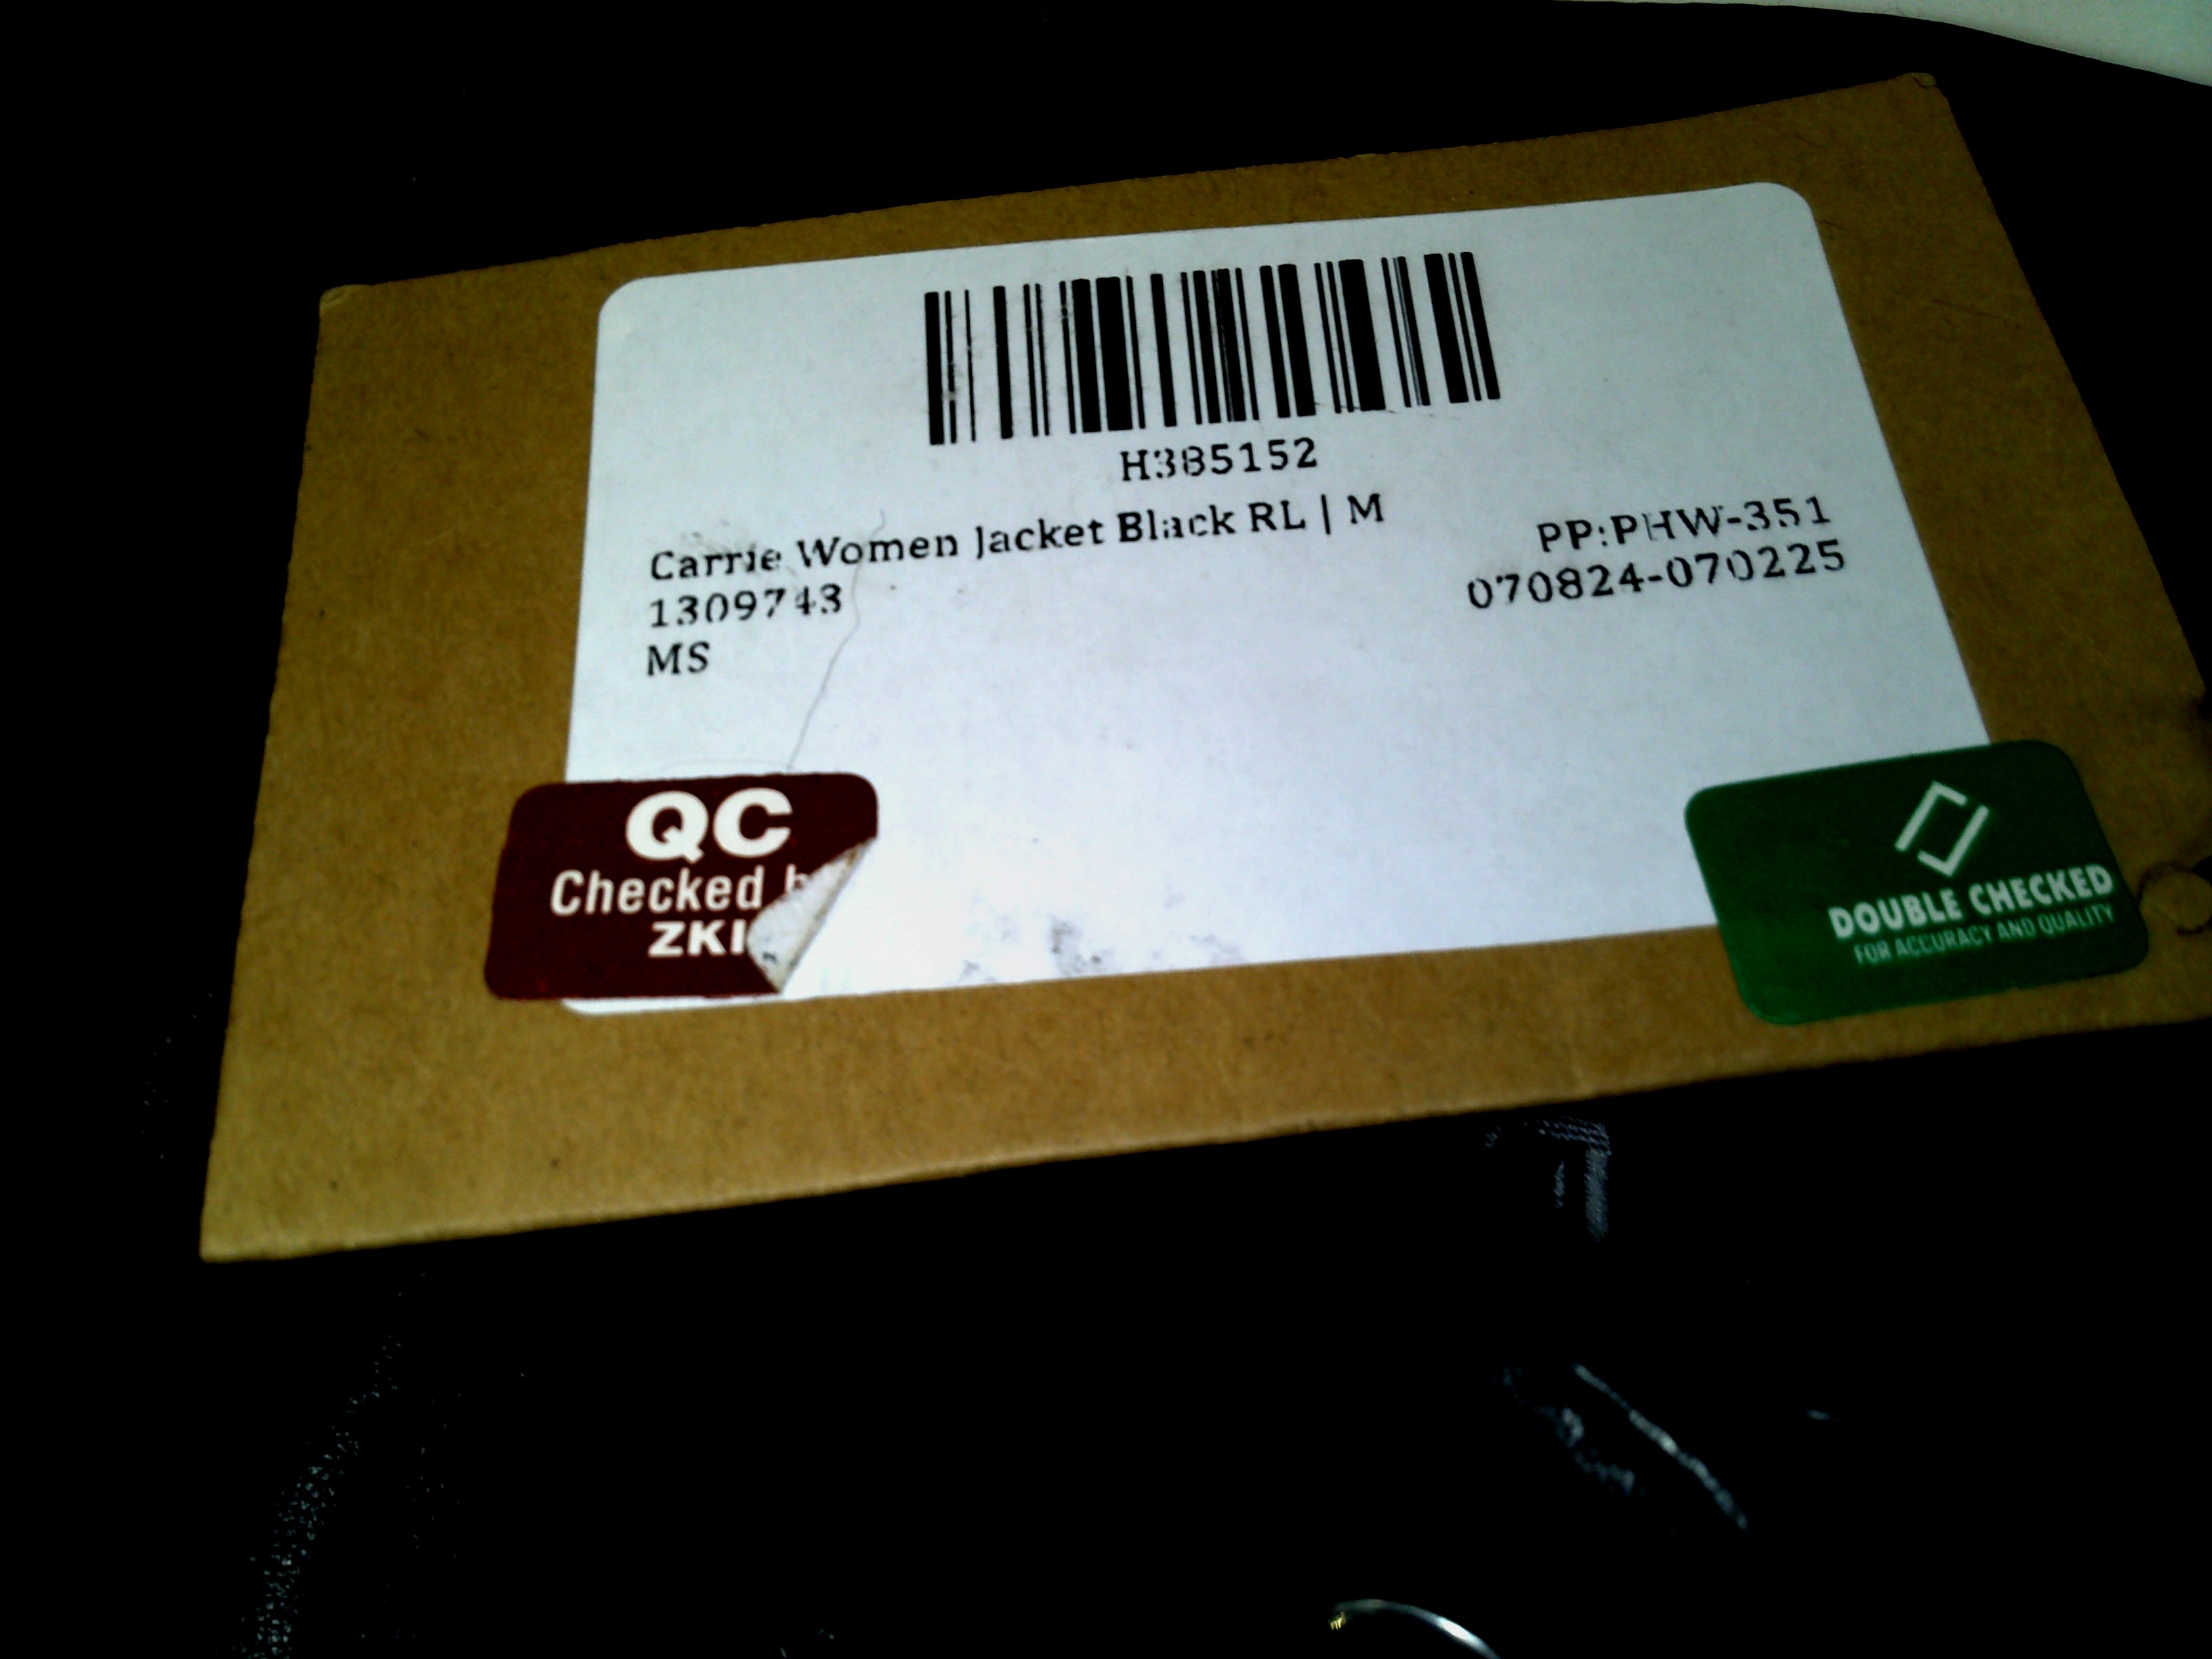 H385152
Carrie Women Jacket Black RL | M
1309743
MS
PP:PHW-351
070824-070225
QC
Checked
DOUBLE CHECKED
FOR ACCURACY AND QUALITY